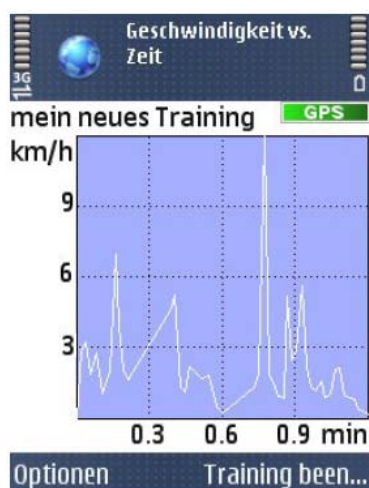 Geschwindigkeit vs.
Zeit
3G
mein neues Training GPS
km/h
9
6
3
0.3 0.6 0.9 min
Optionen Training been...